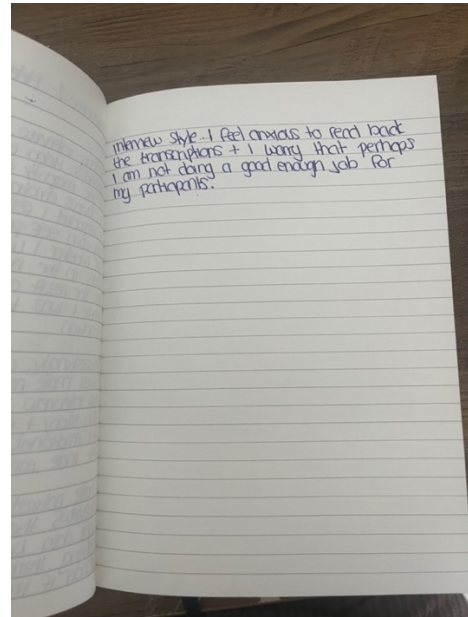 interview style. I feel anxious to read back
the transcriptions + I worry that perhaps
I am not doing a good enough job for
my participants.